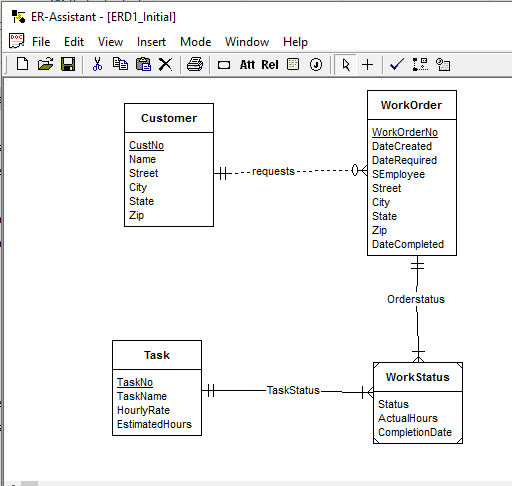 ER-Assistant - [ERD1_Initial]
DOC File Edit View Insert Mode Window Help
Att Rel J
Customer
CustNo
Name
Street
City
State
Zip
requests
WorkOrder
WorkOrderNo
DateCreated
DateRequired
SEmployee
Street
City
State
Zip
DateCompleted
Orderstatus
Task
TaskNo
TaskName
HourlyRate
EstimatedHours
TaskStatus
WorkStatus
Status
ActualHours
CompletionDate